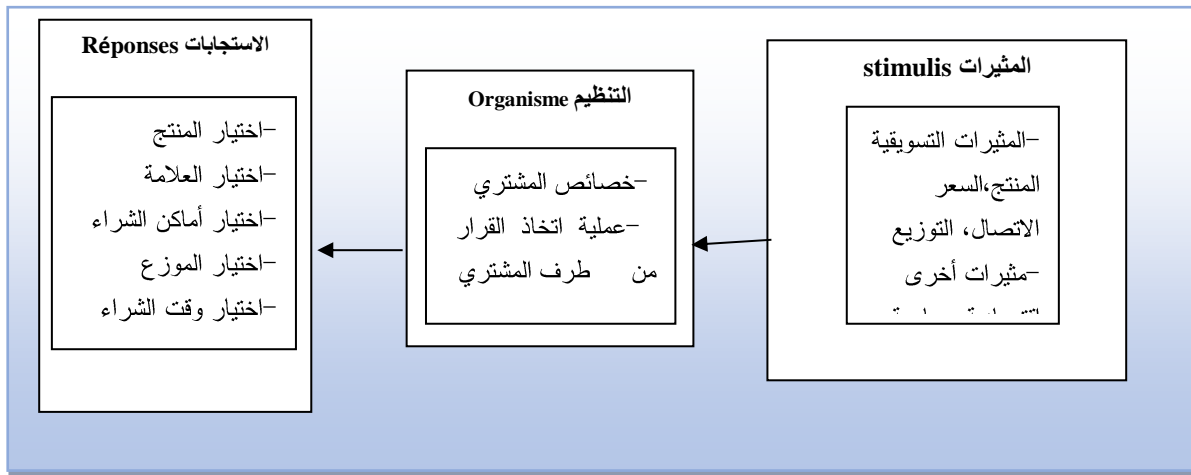 المثيرات stimulis
-المثيرات التسويقية
المنتج،السعر
الاتصال، التوزيع
-مثيرات أخرى
التنظيم Organisme
-خصائص المشتري
-عملية اتخاذ القرار
من طرف المشتري
الاستجابات Réponses
-اختيار المنتج
-اختيار العلامة
-اختيار أماكن الشراء
-اختيار الموزع
-اختيار وقت الشراء